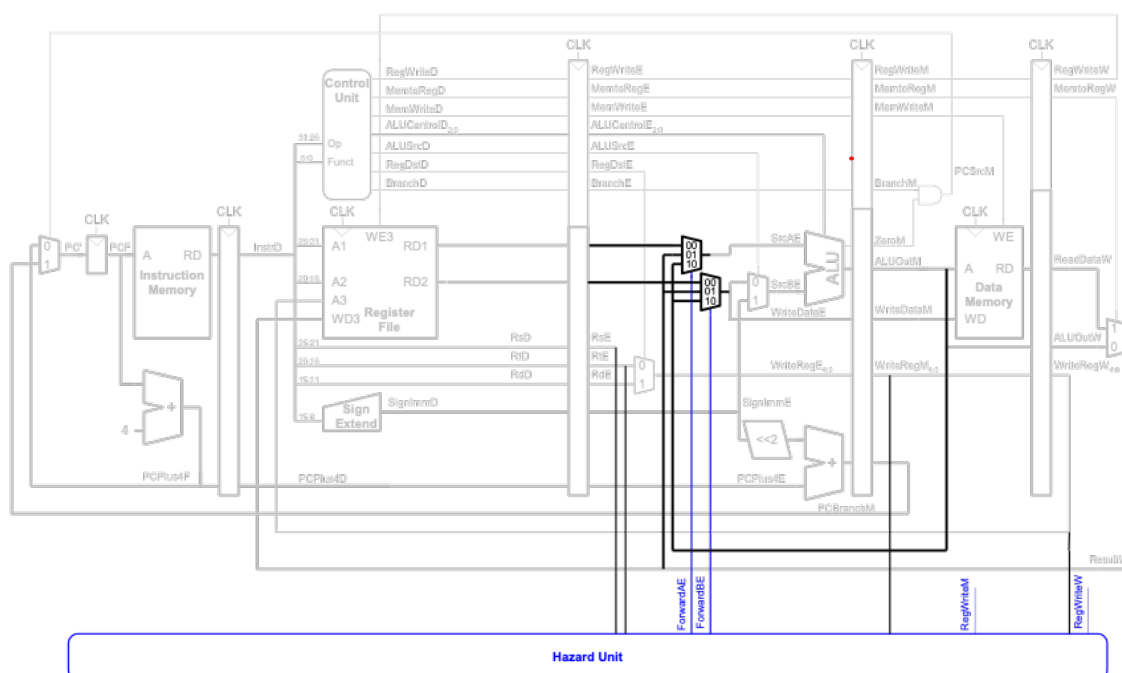 CLK CLK CLK
RegWriteD RegWriteE RegWriteM RegWriteW
Control Unit
MemtoRegD MemtoRegE MemtoRegM MemtoRegW
MemWriteD MemWriteE MemWriteM
ALUControlD2:0 ALUControlE2:0
31:26 Op ALUSrcD ALUSrcE
5:0 Funct RegDstD RegDstE PCSrcM
BranchD BranchE BranchM
CLK CLK CLK CLK
0 1 PC' PCF A RD InstrD 25:21 A1 WE3 RD1 00 01 10 SrcAE ZeroM WE
Instruction Memory
20:16 A2 RD2 00 01 10 0 1 SrcBE ALU ALUOutM A RD ReadDataW
A3 Register File WriteDataE WriteDataM Data Memory
WD3 WD 1 0
25:21 RsD RsE ALUOutW
20:16 RtD RtE 0 WriteRegE4:0 WriteRegM4:0 WriteRegW4:0
15:11 RdD RdE 1
+ Sign Extend SignImmD SignImmE
4 <<2
+
PCPlus4F PCPlus4D PCPlus4E
PCBranchM
ForwardAE ForwardBE RegWriteM RegWriteW
Hazard Unit